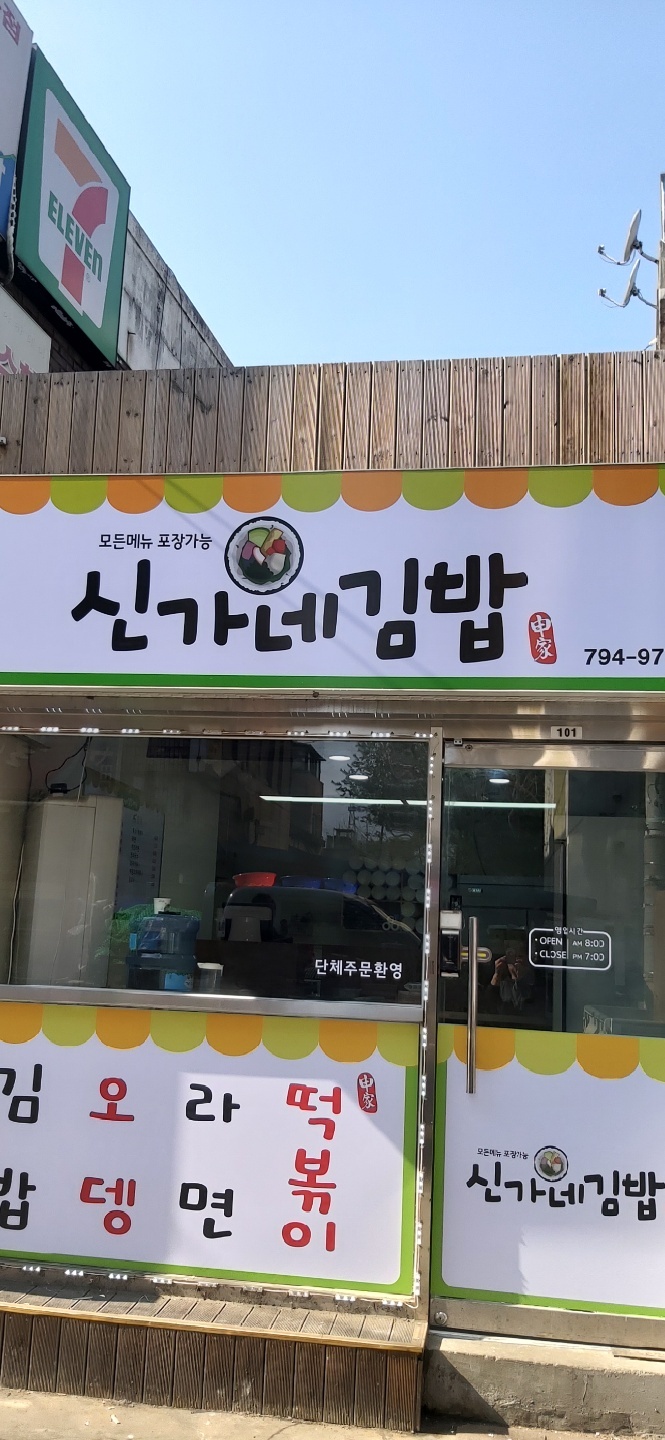 7
ELEVEN
모든메뉴 포장가능
신가네김밥
申家
794-97
101
단체주문환영
영업시간
· OPEN AM 8:00
· CLOSE PM 7:00
김밥
오뎅
라면
떡볶이
申家
모든메뉴 포장가능
신가네김밥